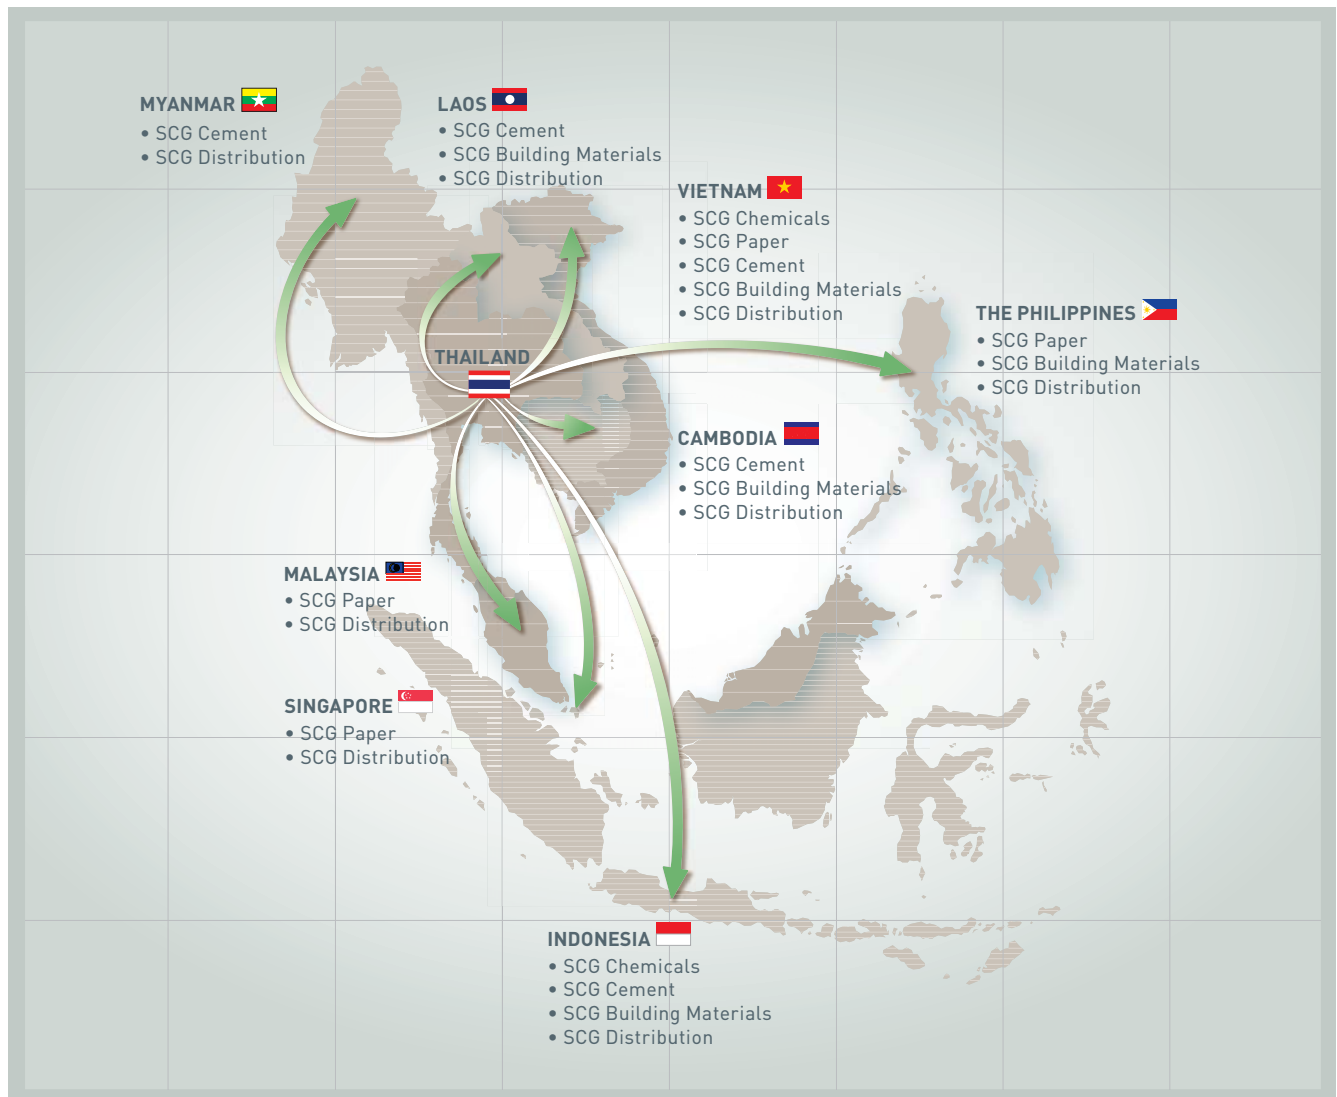 MYANMAR
• SCG Cement
• SCG Distribution
LAOS
• SCG Cement
• SCG Building Materials
• SCG Distribution
VIETNAM
• SCG Chemicals
• SCG Paper
• SCG Cement
• SCG Building Materials
• SCG Distribution
THE PHILIPPINES
• SCG Paper
• SCG Building Materials
• SCG Distribution
THAILAND
CAMBODIA
• SCG Cement
• SCG Building Materials
• SCG Distribution
MALAYSIA
• SCG Paper
• SCG Distribution
SINGAPORE
• SCG Paper
• SCG Distribution
INDONESIA
• SCG Chemicals
• SCG Cement
• SCG Building Materials
• SCG Distribution